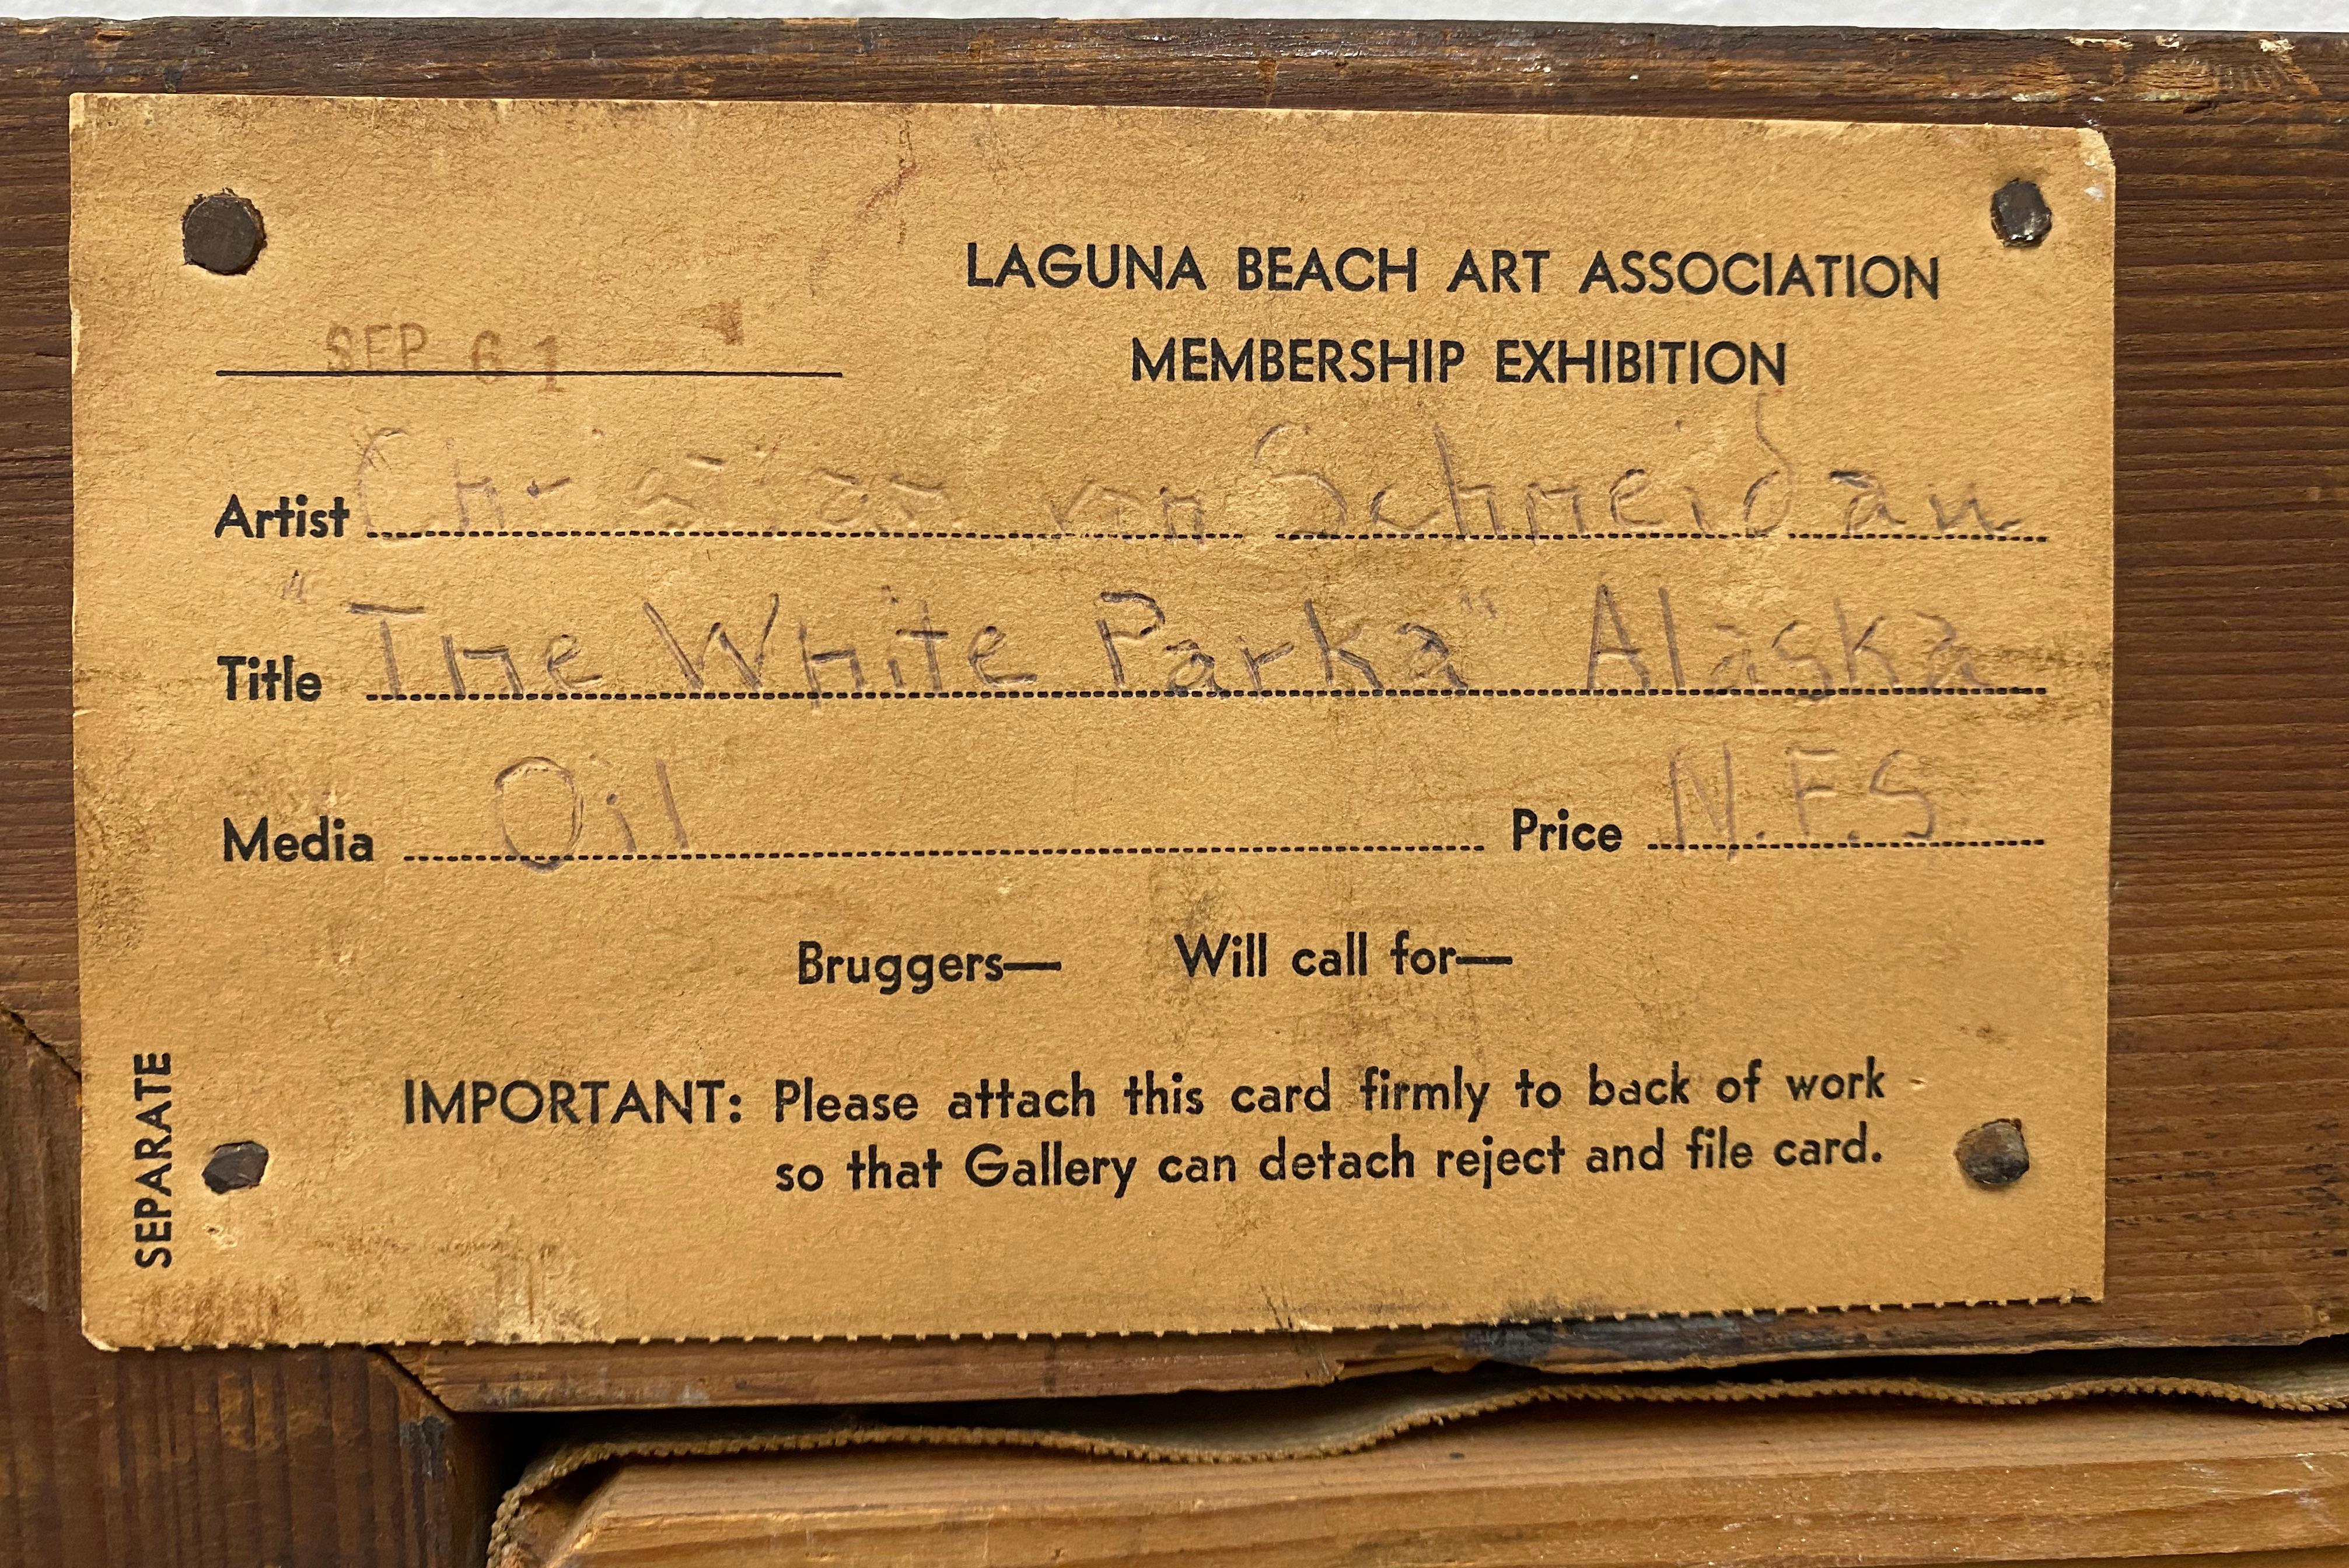 LAGUNA BEACH ART ASSOCIATION
MEMBERSHIP EXHIBITION
SEP 61
Artist Christian von Schneidau
Title "The White Parka" Alaska
Media Oil Price N.F.S
Bruggers— Will call for—
IMPORTANT: Please attach this card firmly to back of work
so that Gallery can detach reject and file card.
SEPARATE